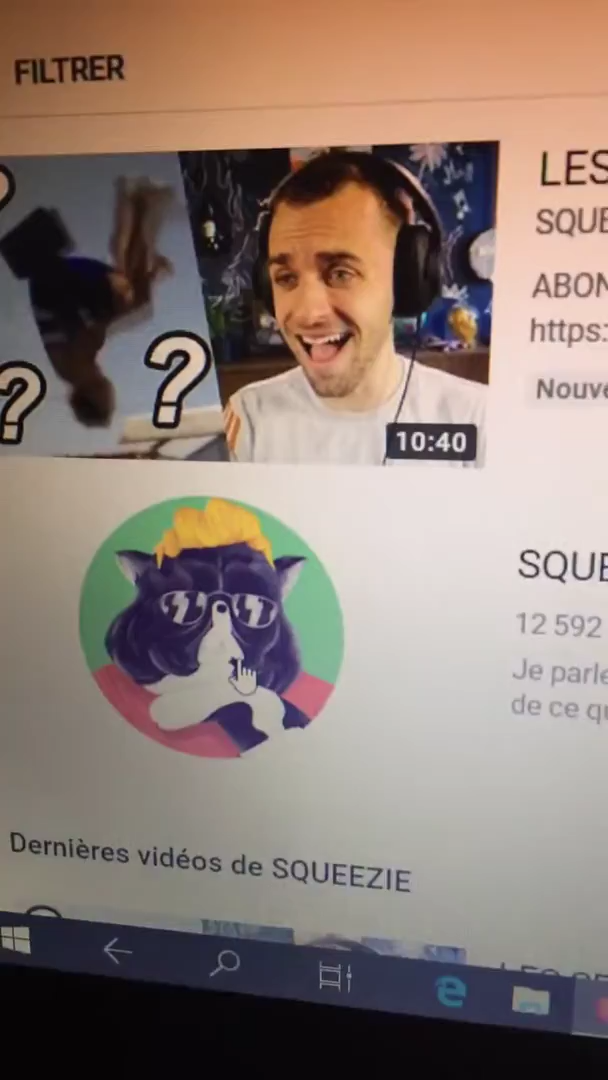 FILTRER
LES
SQUE
ABON
https:
Nouve
? ? ?
10:40
SQUE
12 592
Je parle
de ce qu
Dernières vidéos de SQUEEZIE